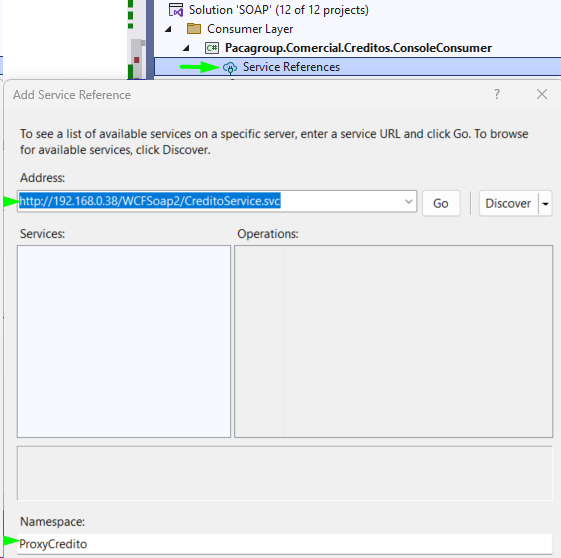 Solution 'SOAP' (12 of 12 projects)
Consumer Layer
C# Pacagroup.Comercial.Creditos.ConsoleConsumer
Service References
Add Service Reference
? ×
To see a list of available services on a specific server, enter a service URL and click Go. To browse
for available services, click Discover.
Address:
http://192.168.0.38/WCFSoap2/CreditoService.svc
Go Discover
Services: Operations:
Namespace:
ProxyCredito